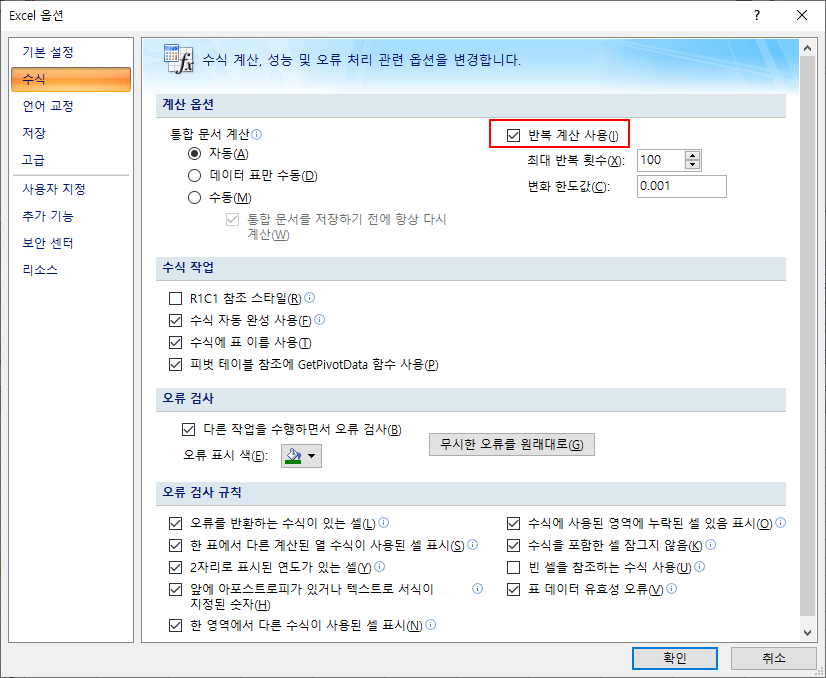 Excel 옵션
?
기본 설정
수식
언어 교정
저장
고급
사용자 지정
추가 기능
보안 센터
리소스
수식 계산, 성능 및 오류 처리 관련 옵션을 변경합니다.
계산 옵션
통합 문서 계산
자동(A)
데이터 표만 수동(D)
수동(M)
통합 문서를 저장하기 전에 항상 다시
계산(W)
반복 계산 사용(I)
최대 반복 횟수(X): 100
변화 한도값(C): 0.001
수식 작업
R1C1 참조 스타일(R)
수식 자동 완성 사용(F)
수식에 표 이름 사용(T)
피벗 테이블 참조에 GetPivotData 함수 사용(P)
오류 검사
다른 작업을 수행하면서 오류 검사(B)
오류 표시 색(E):
무시한 오류를 원래대로(G)
오류 검사 규칙
오류를 반환하는 수식이 있는 셀(L)
한 표에서 다른 계산된 열 수식이 사용된 셀 표시(S)
2자리로 표시된 연도가 있는 셀(Y)
앞에 아포스트로피가 있거나 텍스트로 서식이
지정된 숫자(H)
한 영역에서 다른 수식이 사용된 셀 표시(N)
수식에 사용된 영역에 누락된 셀 있음 표시(O)
수식을 포함한 셀 잠그지 않음(K)
빈 셀을 참조하는 수식 사용(U)
표 데이터 유효성 오류(V)
확인
취소